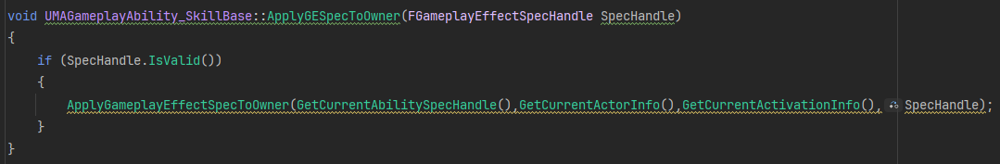 void UMAGameplayAbility_SkillBase::ApplyGESpecToOwner(FGameplayEffectSpecHandle SpecHandle)
{
    if (SpecHandle.IsValid())
    {
        ApplyGameplayEffectSpecToOwner(GetCurrentAbilitySpecHandle(),GetCurrentActorInfo(),GetCurrentActivationInfo(), SpecHandle);
    }
}